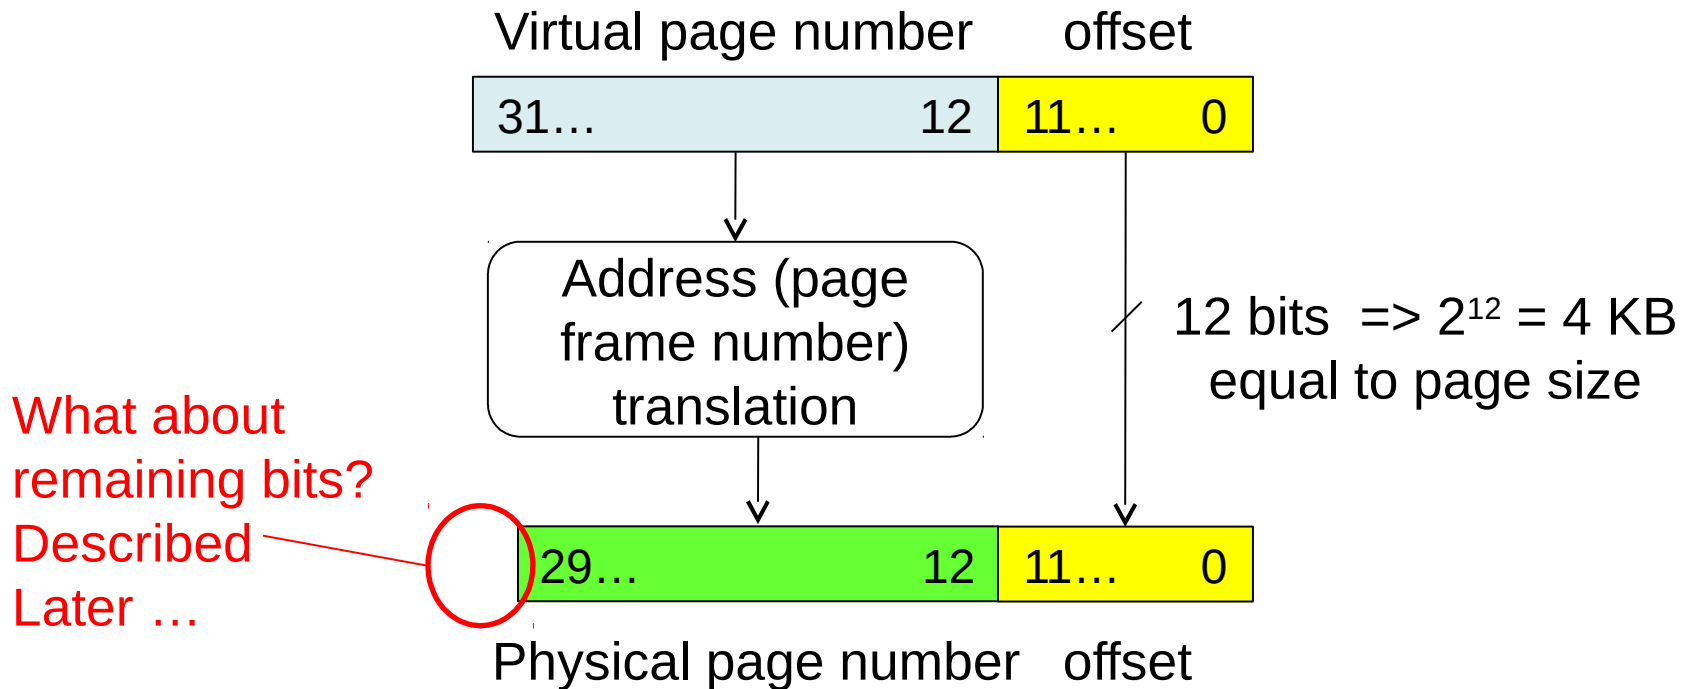 Virtual page number offset
31… 12 11… 0
Address (page
frame number)
translation
12 bits => 2¹² = 4 KB
equal to page size
What about
remaining bits?
Described
Later …
29… 12 11… 0
Physical page number offset